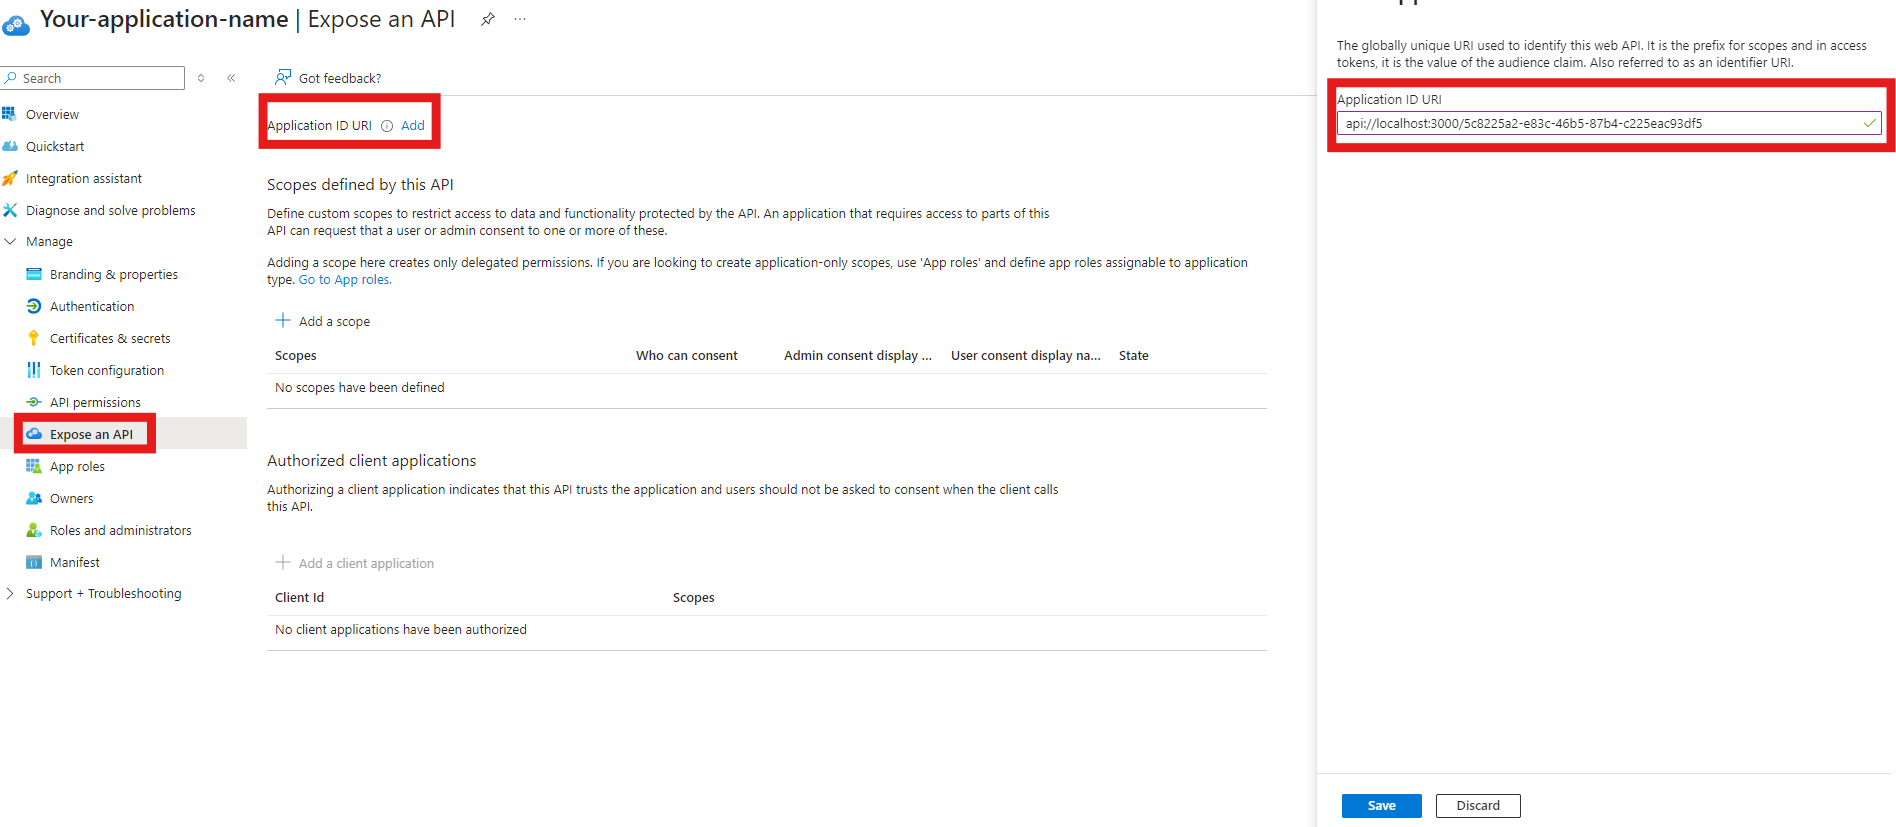 Your-application-name | Expose an API
Search
Got feedback?
Overview
Quickstart
Integration assistant
Diagnose and solve problems
Manage
Branding & properties
Authentication
Certificates & secrets
Token configuration
API permissions
Expose an API
App roles
Owners
Roles and administrators
Manifest
Support + Troubleshooting
Application ID URI Add
Scopes defined by this API
Define custom scopes to restrict access to data and functionality protected by the API. An application that requires access to parts of this
API can request that a user or admin consent to one or more of these.
Adding a scope here creates only delegated permissions. If you are looking to create application-only scopes, use 'App roles' and define app roles assignable to application
type. Go to App roles.
Add a scope
Scopes Who can consent Admin consent display ... User consent display na... State
No scopes have been defined
Authorized client applications
Authorizing a client application indicates that this API trusts the application and users should not be asked to consent when the client calls
this API.
Add a client application
Client Id Scopes
No client applications have been authorized
The globally unique URI used to identify this web API. It is the prefix for scopes and in access
tokens, it is the value of the audience claim. Also referred to as an identifier URI.
Application ID URI
api://localhost:3000/5c8225a2-e83c-46b5-87b4-c225eac93df5
Save Discard